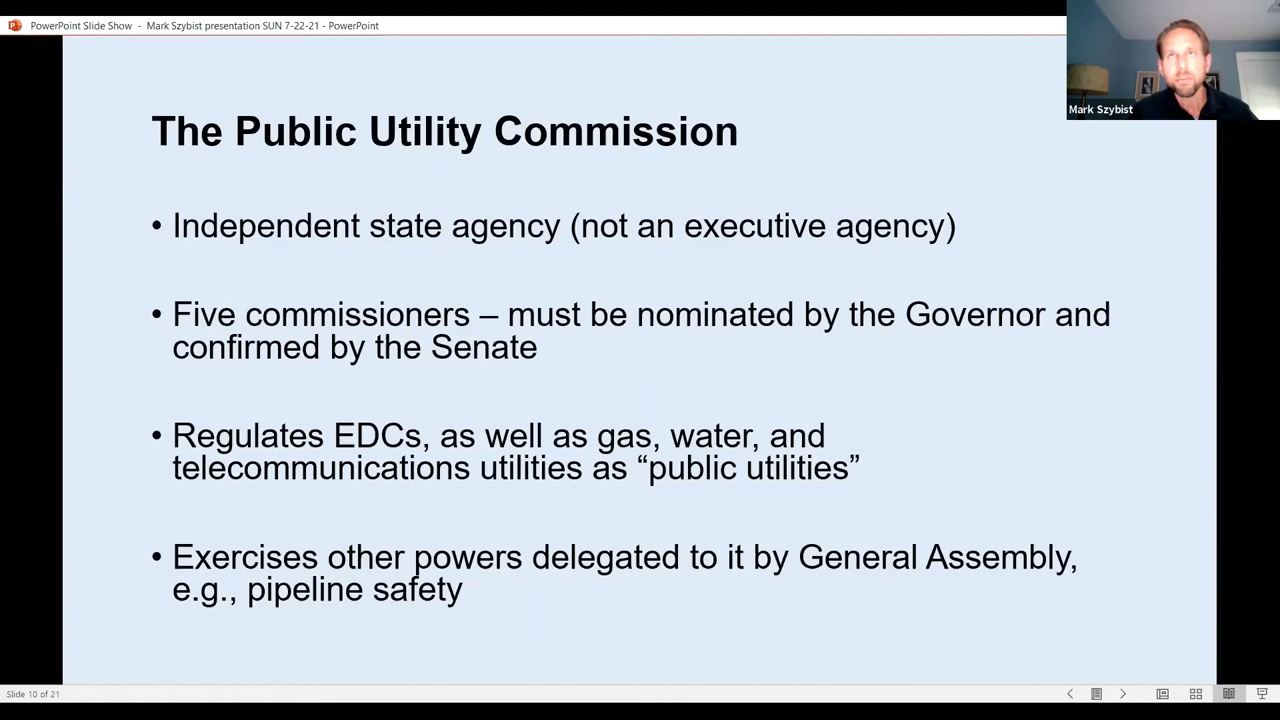 PowerPoint Slide Show - Mark Szybist presentation SUN 7-22-21 - PowerPoint
Mark Szybist
The Public Utility Commission
• Independent state agency (not an executive agency)
• Five commissioners – must be nominated by the Governor and
confirmed by the Senate
• Regulates EDCs, as well as gas, water, and
telecommunications utilities as “public utilities”
• Exercises other powers delegated to it by General Assembly,
e.g., pipeline safety
Slide 10 of 21